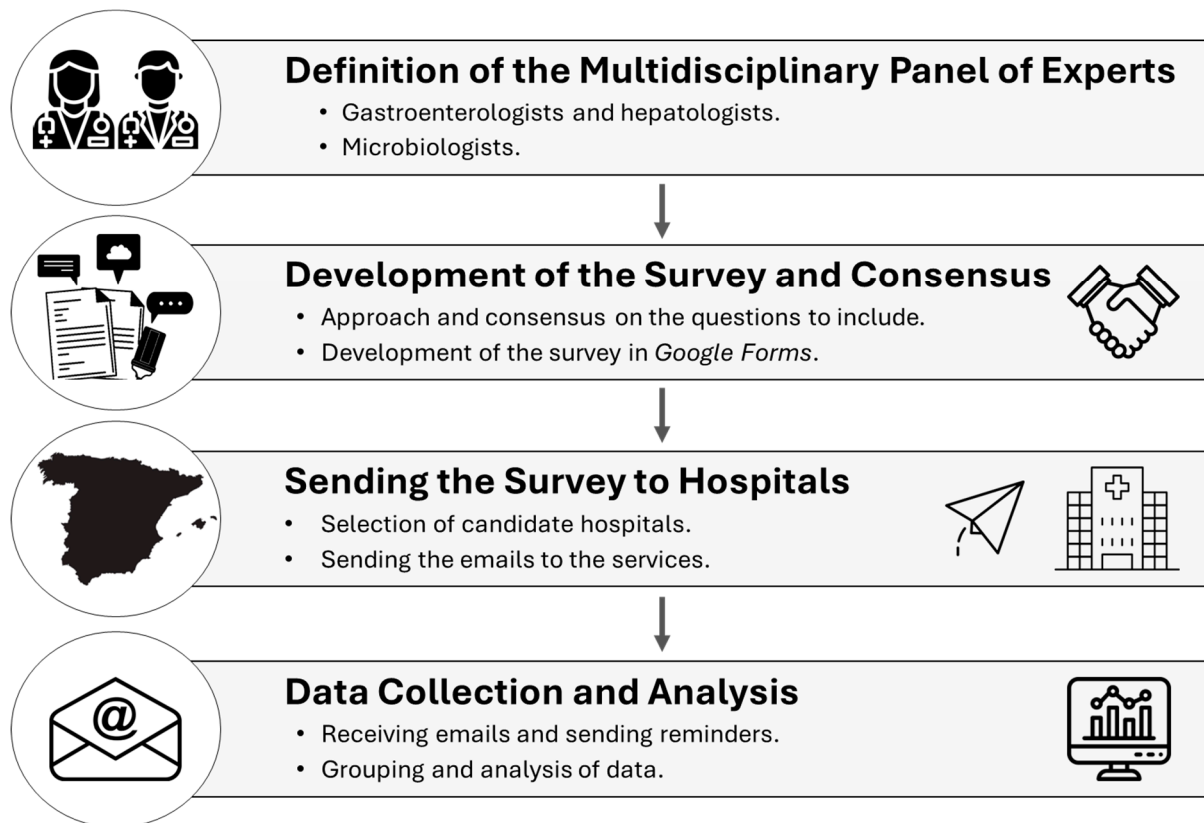 Definition of the Multidisciplinary Panel of Experts
• Gastroenterologists and hepatologists.
• Microbiologists.
Development of the Survey and Consensus
• Approach and consensus on the questions to include.
• Development of the survey in Google Forms.
Sending the Survey to Hospitals
• Selection of candidate hospitals.
• Sending the emails to the services.
@
Data Collection and Analysis
• Receiving emails and sending reminders.
• Grouping and analysis of data.